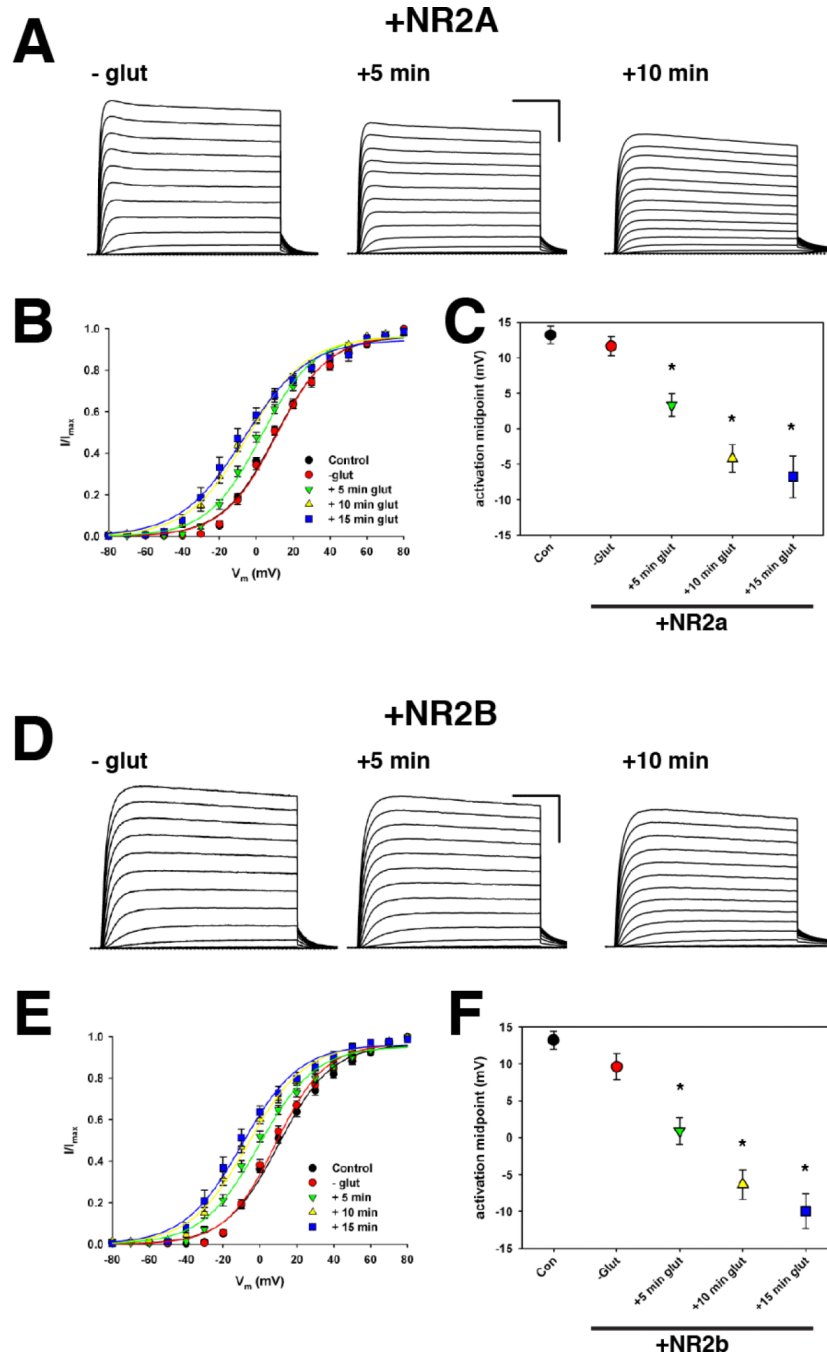 A
+NR2A
- glut
+5 min
+10 min
B
1.0
0.8
0.6
0.4
0.2
0.0
I/Imax
Control
-glut
+ 5 min glut
+ 10 min glut
+ 15 min glut
-80 -60 -40 -20 0 20 40 60 80
Vm (mV)
C
15
10
5
0
-5
-10
-15
activation midpoint (mV)
*
*
*
Con
-Glut
+5 min glut
+10 min glut
+15 min glut
+NR2a
D
+NR2B
- glut
+5 min
+10 min
E
1.0
0.8
0.6
0.4
0.2
0.0
I/Imax
Control
- glut
+ 5 min
+ 10 min
+ 15 min
-80 -60 -40 -20 0 20 40 60 80
Vm (mV)
F
15
10
5
0
-5
-10
-15
activation midpoint (mV)
*
*
*
Con
-Glut
+5 min glut
+10 min glut
+15 min glut
+NR2b